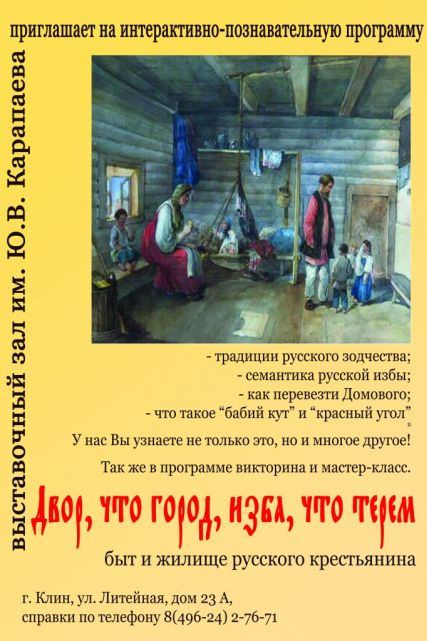 выставочный зал им. Ю.В. Карапаева
приглашает на интерактивно-познавательную программу
- традиции русского зодчества;
- семантика русской избы;
- как перевезти Домового;
- что такое “бабий кут” и “красный угол”
У нас Вы узнаете не только это, но и многое другое!
Так же в программе викторина и мастер-класс.
Двор, что город, изба, что терем
быт и жилище русского крестьянина
г. Клин, ул. Литейная, дом 23 А,
справки по телефону 8(496-24) 2-76-71